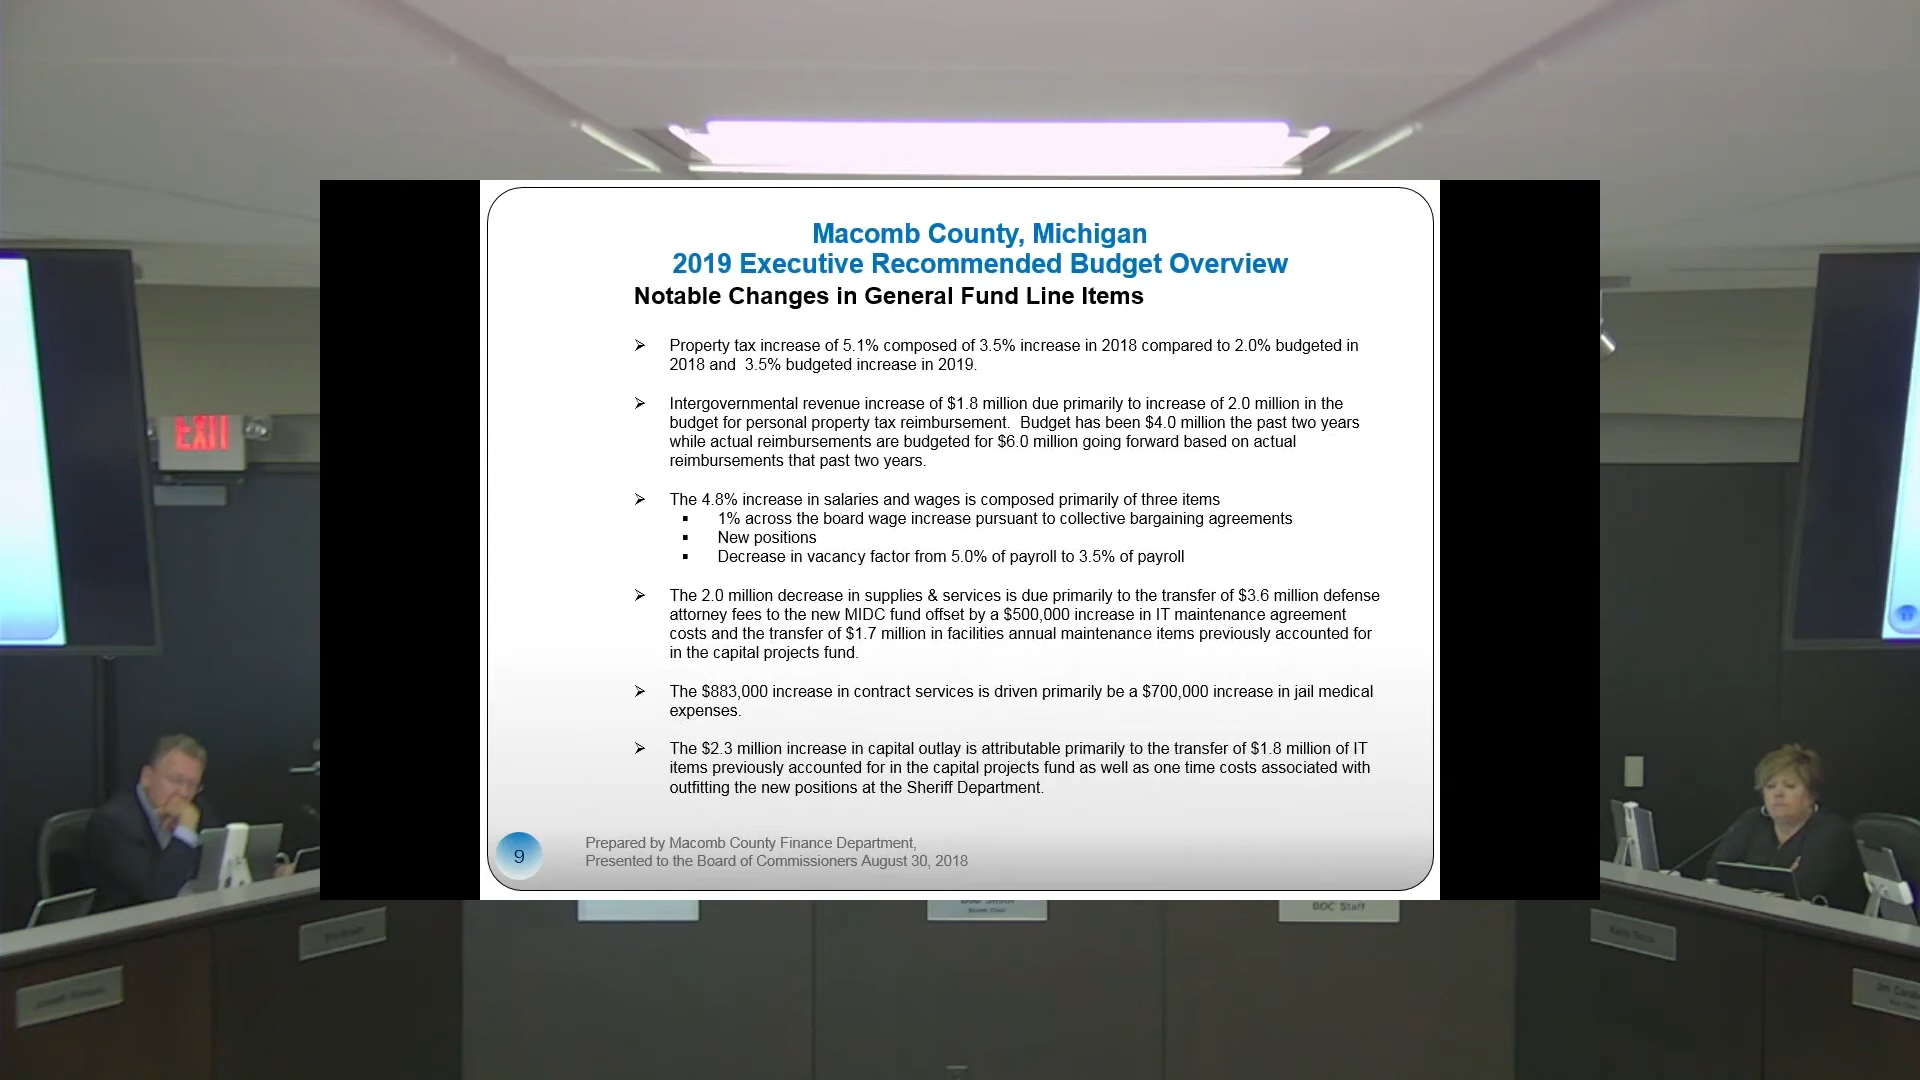 Macomb County, Michigan
2019 Executive Recommended Budget Overview
Notable Changes in General Fund Line Items
Property tax increase of 5.1% composed of 3.5% increase in 2018 compared to 2.0% budgeted in
2018 and 3.5% budgeted increase in 2019.
Intergovernmental revenue increase of $1.8 million due primarily to increase of 2.0 million in the
budget for personal property tax reimbursement. Budget has been $4.0 million the past two years
while actual reimbursements are budgeted for $6.0 million going forward based on actual
reimbursements that past two years.
The 4.8% increase in salaries and wages is composed primarily of three items
1% across the board wage increase pursuant to collective bargaining agreements
New positions
Decrease in vacancy factor from 5.0% of payroll to 3.5% of payroll
The 2.0 million decrease in supplies & services is due primarily to the transfer of $3.6 million defense
attorney fees to the new MIDC fund offset by a $500,000 increase in IT maintenance agreement
costs and the transfer of $1.7 million in facilities annual maintenance items previously accounted for
in the capital projects fund.
The $883,000 increase in contract services is driven primarily be a $700,000 increase in jail medical
expenses.
The $2.3 million increase in capital outlay is attributable primarily to the transfer of $1.8 million of IT
items previously accounted for in the capital projects fund as well as one time costs associated with
outfitting the new positions at the Sheriff Department.
9
Prepared by Macomb County Finance Department,
Presented to the Board of Commissioners August 30, 2018
EXIT
BOC Staff
Jim